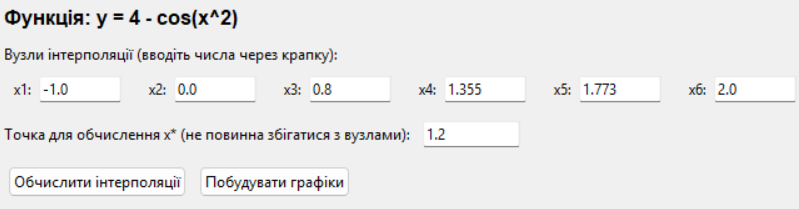 Функція: y = 4 - cos(x^2)
Вузли інтерполяції (вводіть числа через крапку):
x1: -1.0 x2: 0.0 x3: 0.8 x4: 1.355 x5: 1.773 x6: 2.0
Точка для обчислення x* (не повинна збігатися з вузлами): 1.2
Обчислити інтерполяції Побудувати графіки